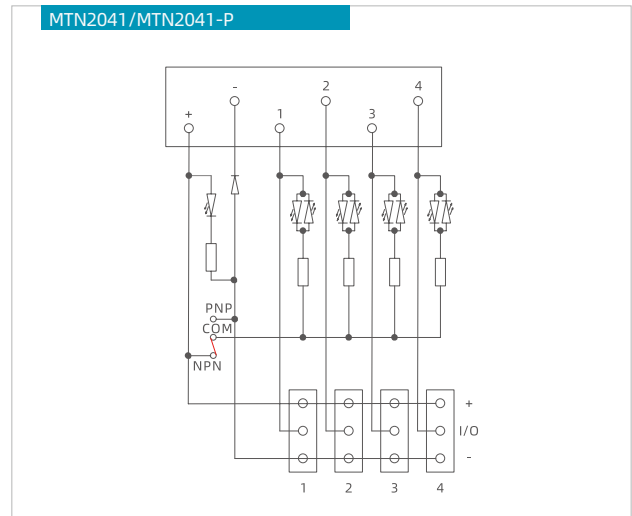 MTN2041/MTN2041-P
- 2 4
+ 1 3
PNP
COM
NPN
+
I/O
-
1 2 3 4